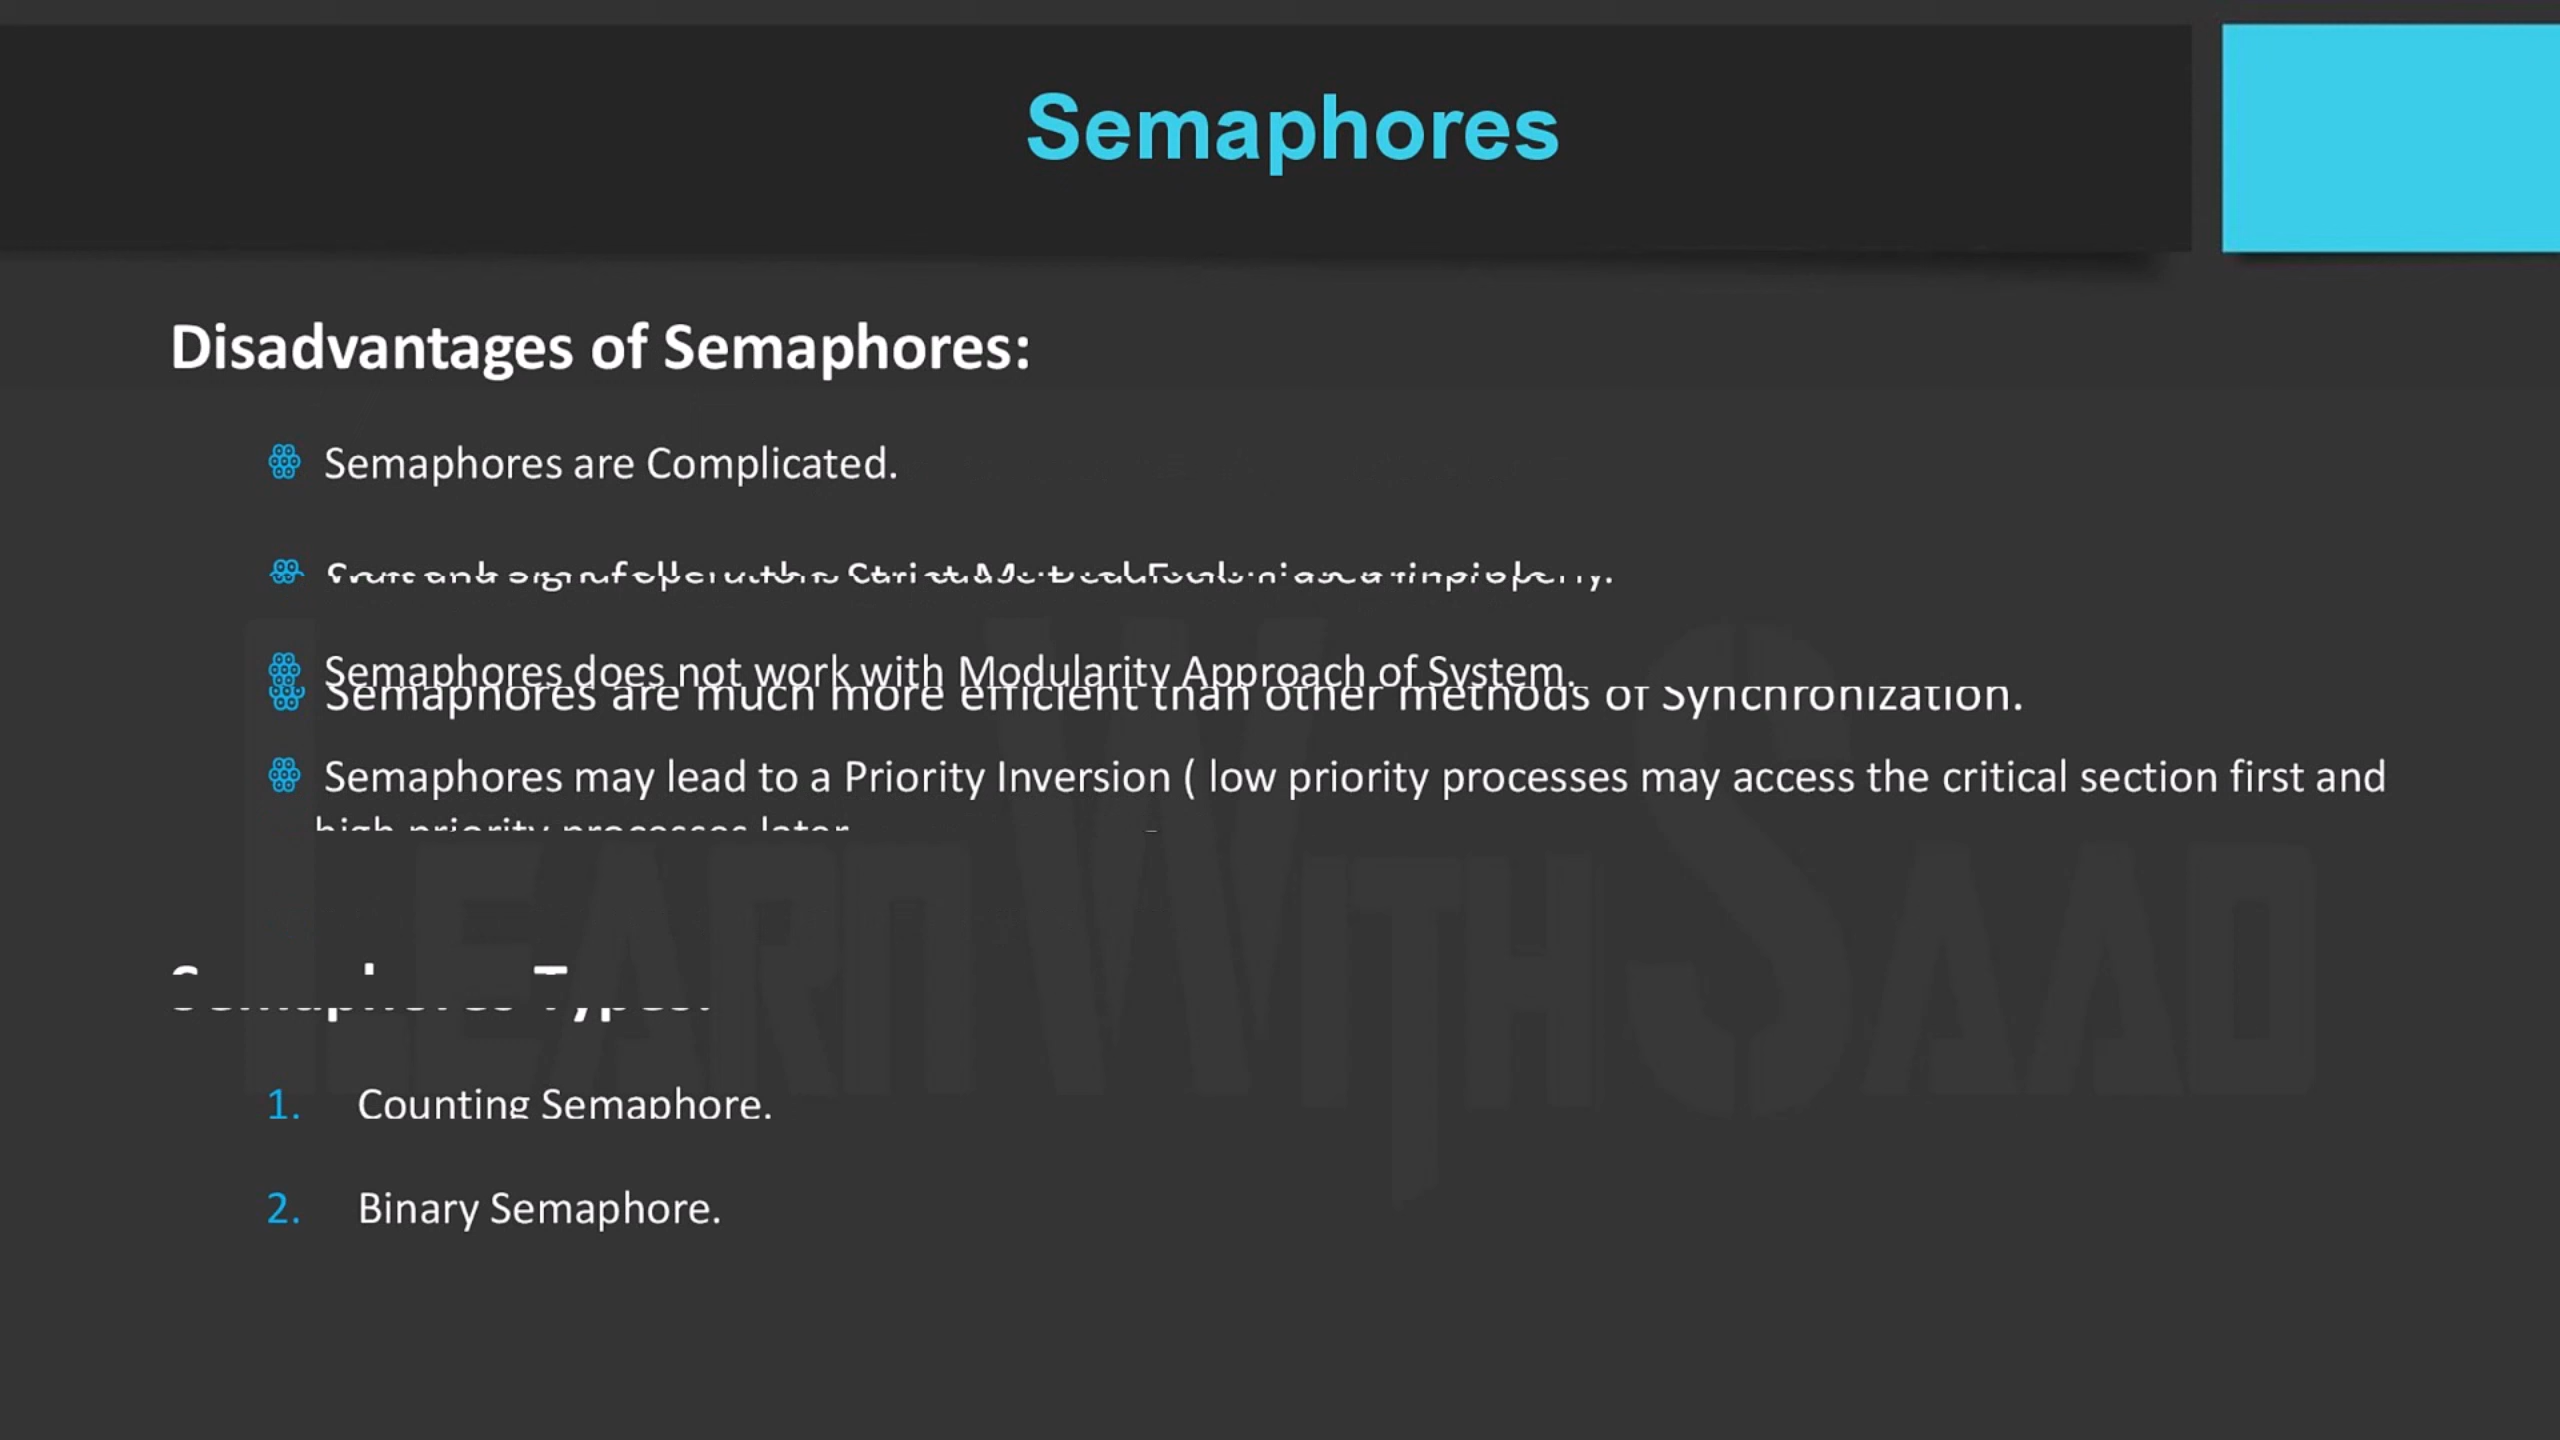 Semaphores
Disadvantages of Semaphores:
Semaphores are Complicated.
Semaphores does not work with Modularity Approach of System.
Semaphores are much more efficient than other methods of Synchronization.
Semaphores may lead to a Priority Inversion ( low priority processes may access the critical section first and
high priority processes later
LearnWithSaad
Semaphores Types:
1. Counting Semaphore.
2. Binary Semaphore.